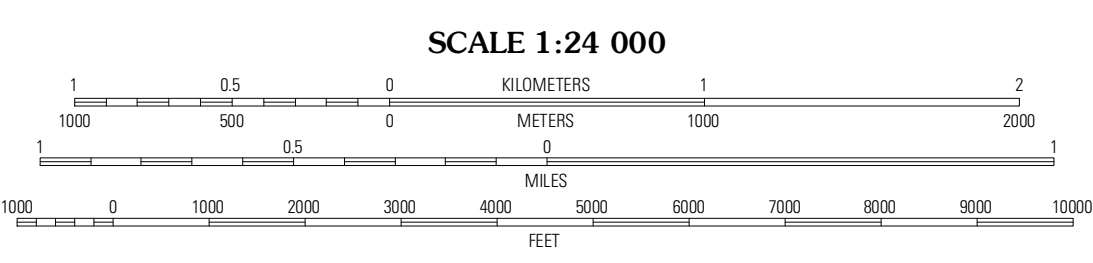 SCALE 1:24 000
1 0.5 0 KILOMETERS 1 2
1000 500 0 METERS 1000 2000
1 0.5 0 1
MILES
1000 0 1000 2000 3000 4000 5000 6000 7000 8000 9000 10000
FEET